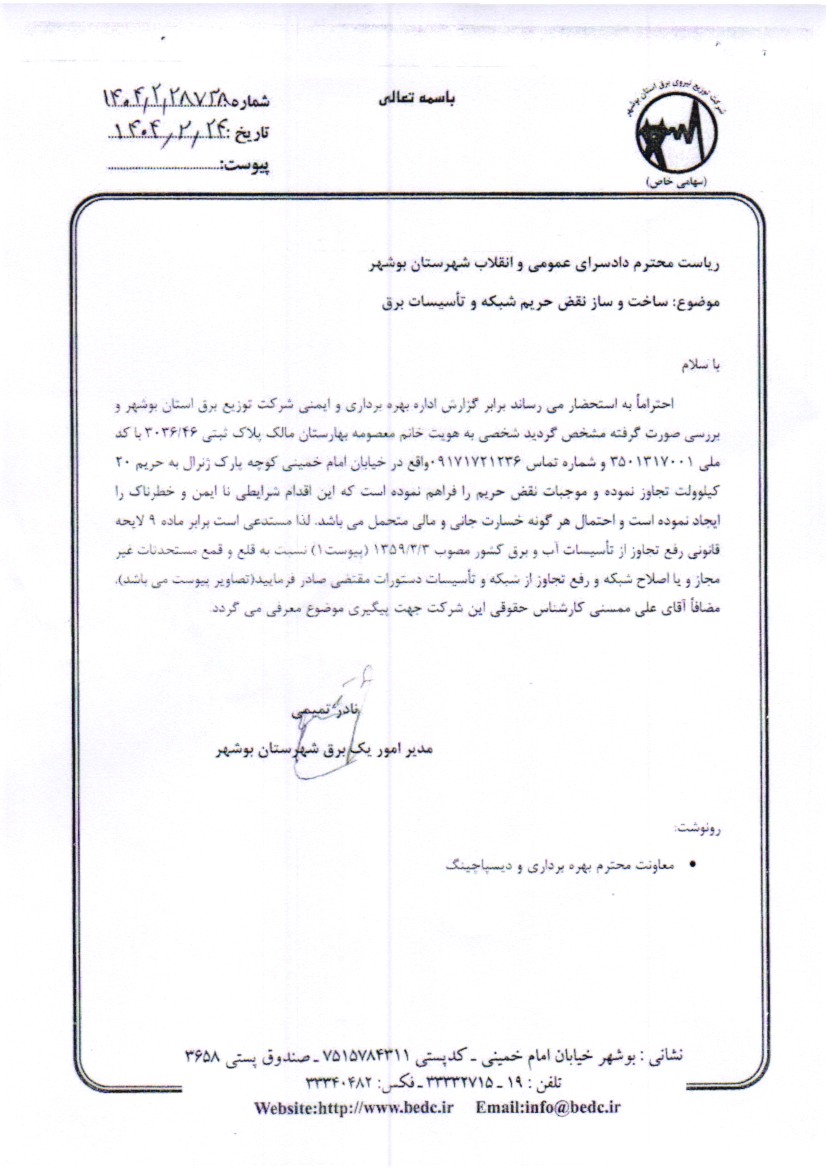 باسمه تعالی
شرکت توزیع نیروی برق استان بوشهر
(سهامی خاص)
شماره: ۱۴۰۴/۲/۲۸۷۳۸
تاریخ: ۱۴۰۴/۲/۲۴
پیوست:
ریاست محترم دادسرای عمومی و انقلاب شهرستان بوشهر
موضوع: ساخت و ساز نقض حریم شبکه و تأسیسات برق
با سلام
احتراماً به استحضار می رساند برابر گزارش اداره بهره برداری و ایمنی شرکت توزیع برق استان بوشهر و
بررسی صورت گرفته مشخص گردید شخصی به هویت خانم معصومه بهارستان مالک پلاک ثبتی ۳۰۳۶/۴۶ با کد
ملی ۳۵۰۱۳۱۷۰۰۱ و شماره تماس ۰۹۱۷۱۷۲۱۲۳۶واقع در خیابان امام خمینی کوچه پارک ژنرال به حریم ۲۰
کیلوولت تجاوز نموده و موجبات نقض حریم را فراهم نموده است که این اقدام شرایطی نا ایمن و خطرناک را
ایجاد نموده است و احتمال هر گونه خسارت جانی و مالی متحمل می باشد. لذا مستدعی است برابر ماده ۹ لایحه
قانونی رفع تجاوز از تأسیسات آب و برق کشور مصوب ۱۳۵۹/۳/۳ (پیوست۱) نسبت به قلع و قمع مستحدثات غیر
مجاز و یا اصلاح شبکه و رفع تجاوز از شبکه و تأسیسات دستورات مقتضی صادر فرمایید(تصاویر پیوست می باشد).
مضافاً آقای علی ممسنی کارشناس حقوقی این شرکت جهت پیگیری موضوع معرفی می گردد.
نادر تمیمی
مدیر امور یک برق شهرستان بوشهر
رونوشت:
• معاونت محترم بهره برداری و دیسپاچینگ
نشانی : بوشهر خیابان امام خمینی ـ کدپستی ۷۵۱۵۷۸۴۳۱۱ ـ صندوق پستی ۳۶۵۸
تلفن : ۱۹ ـ ۳۳۳۳۲۷۱۵ ـ فکس: ۳۳۳۴۰۴۸۲
Website:http://www.bedc.ir Email:info@bedc.ir